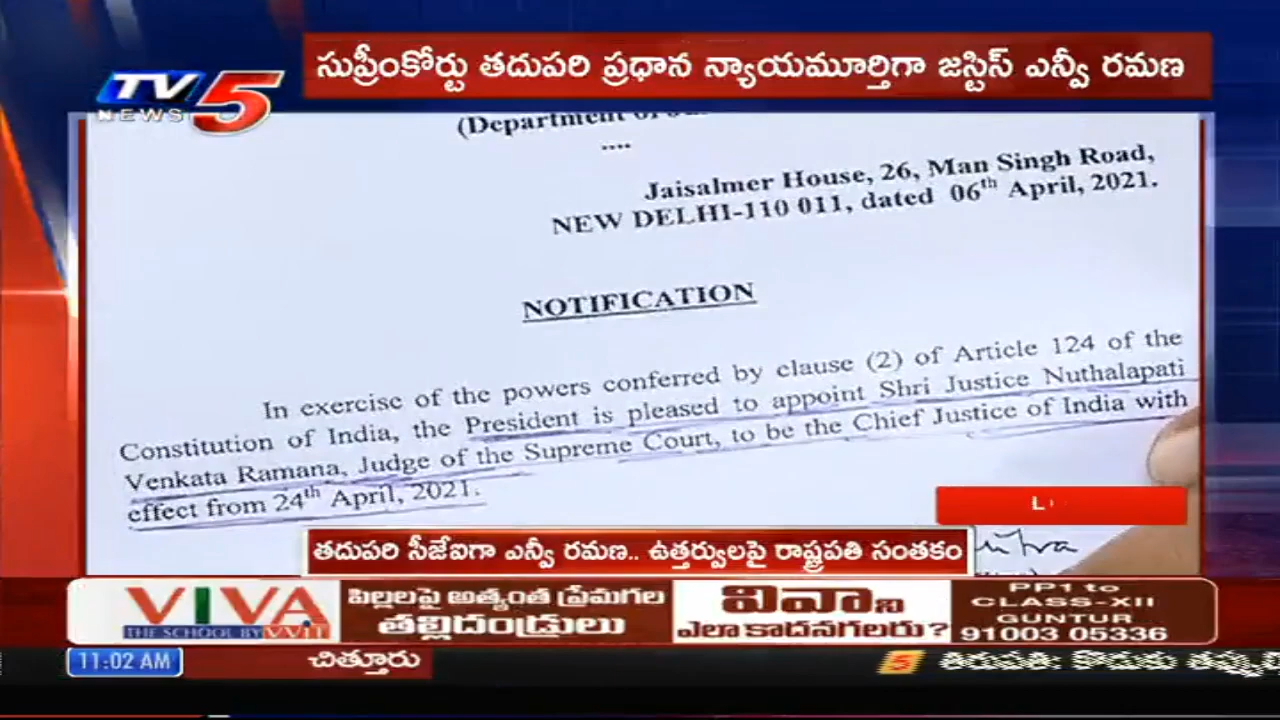 సుప్రీంకోర్టు తదుపరి ప్రధాన న్యాయమూర్తిగా జస్టిస్ ఎన్వీ రమణ
TV5
NEWS
(Department of
....
Jaisalmer House, 26, Man Singh Road,
NEW DELHI-110 011, dated 06th April, 2021.
NOTIFICATION
In exercise of the powers conferred by clause (2) of Article 124 of the
Constitution of India, the President is pleased to appoint Shri Justice Nuthalapati
Venkata Ramana, Judge of the Supreme Court, to be the Chief Justice of India with
effect from 24th April, 2021.
తదుపరి సీజేఐగా ఎన్వీ రమణ.. ఉత్తర్వులపై రాష్ట్రపతి సంతకం
VIVA
THE SCHOOL BY VVIT
పిల్లలపై అత్యంత ప్రేమగల
తల్లిదండ్రులు
వివాని
ఎలా కాదనగలరు?
PP1 to
CLASS-XII
GUNTUR
91003 05336
11:02 AM
చిత్తూరు
5 తిరుపతి: కొడుకు